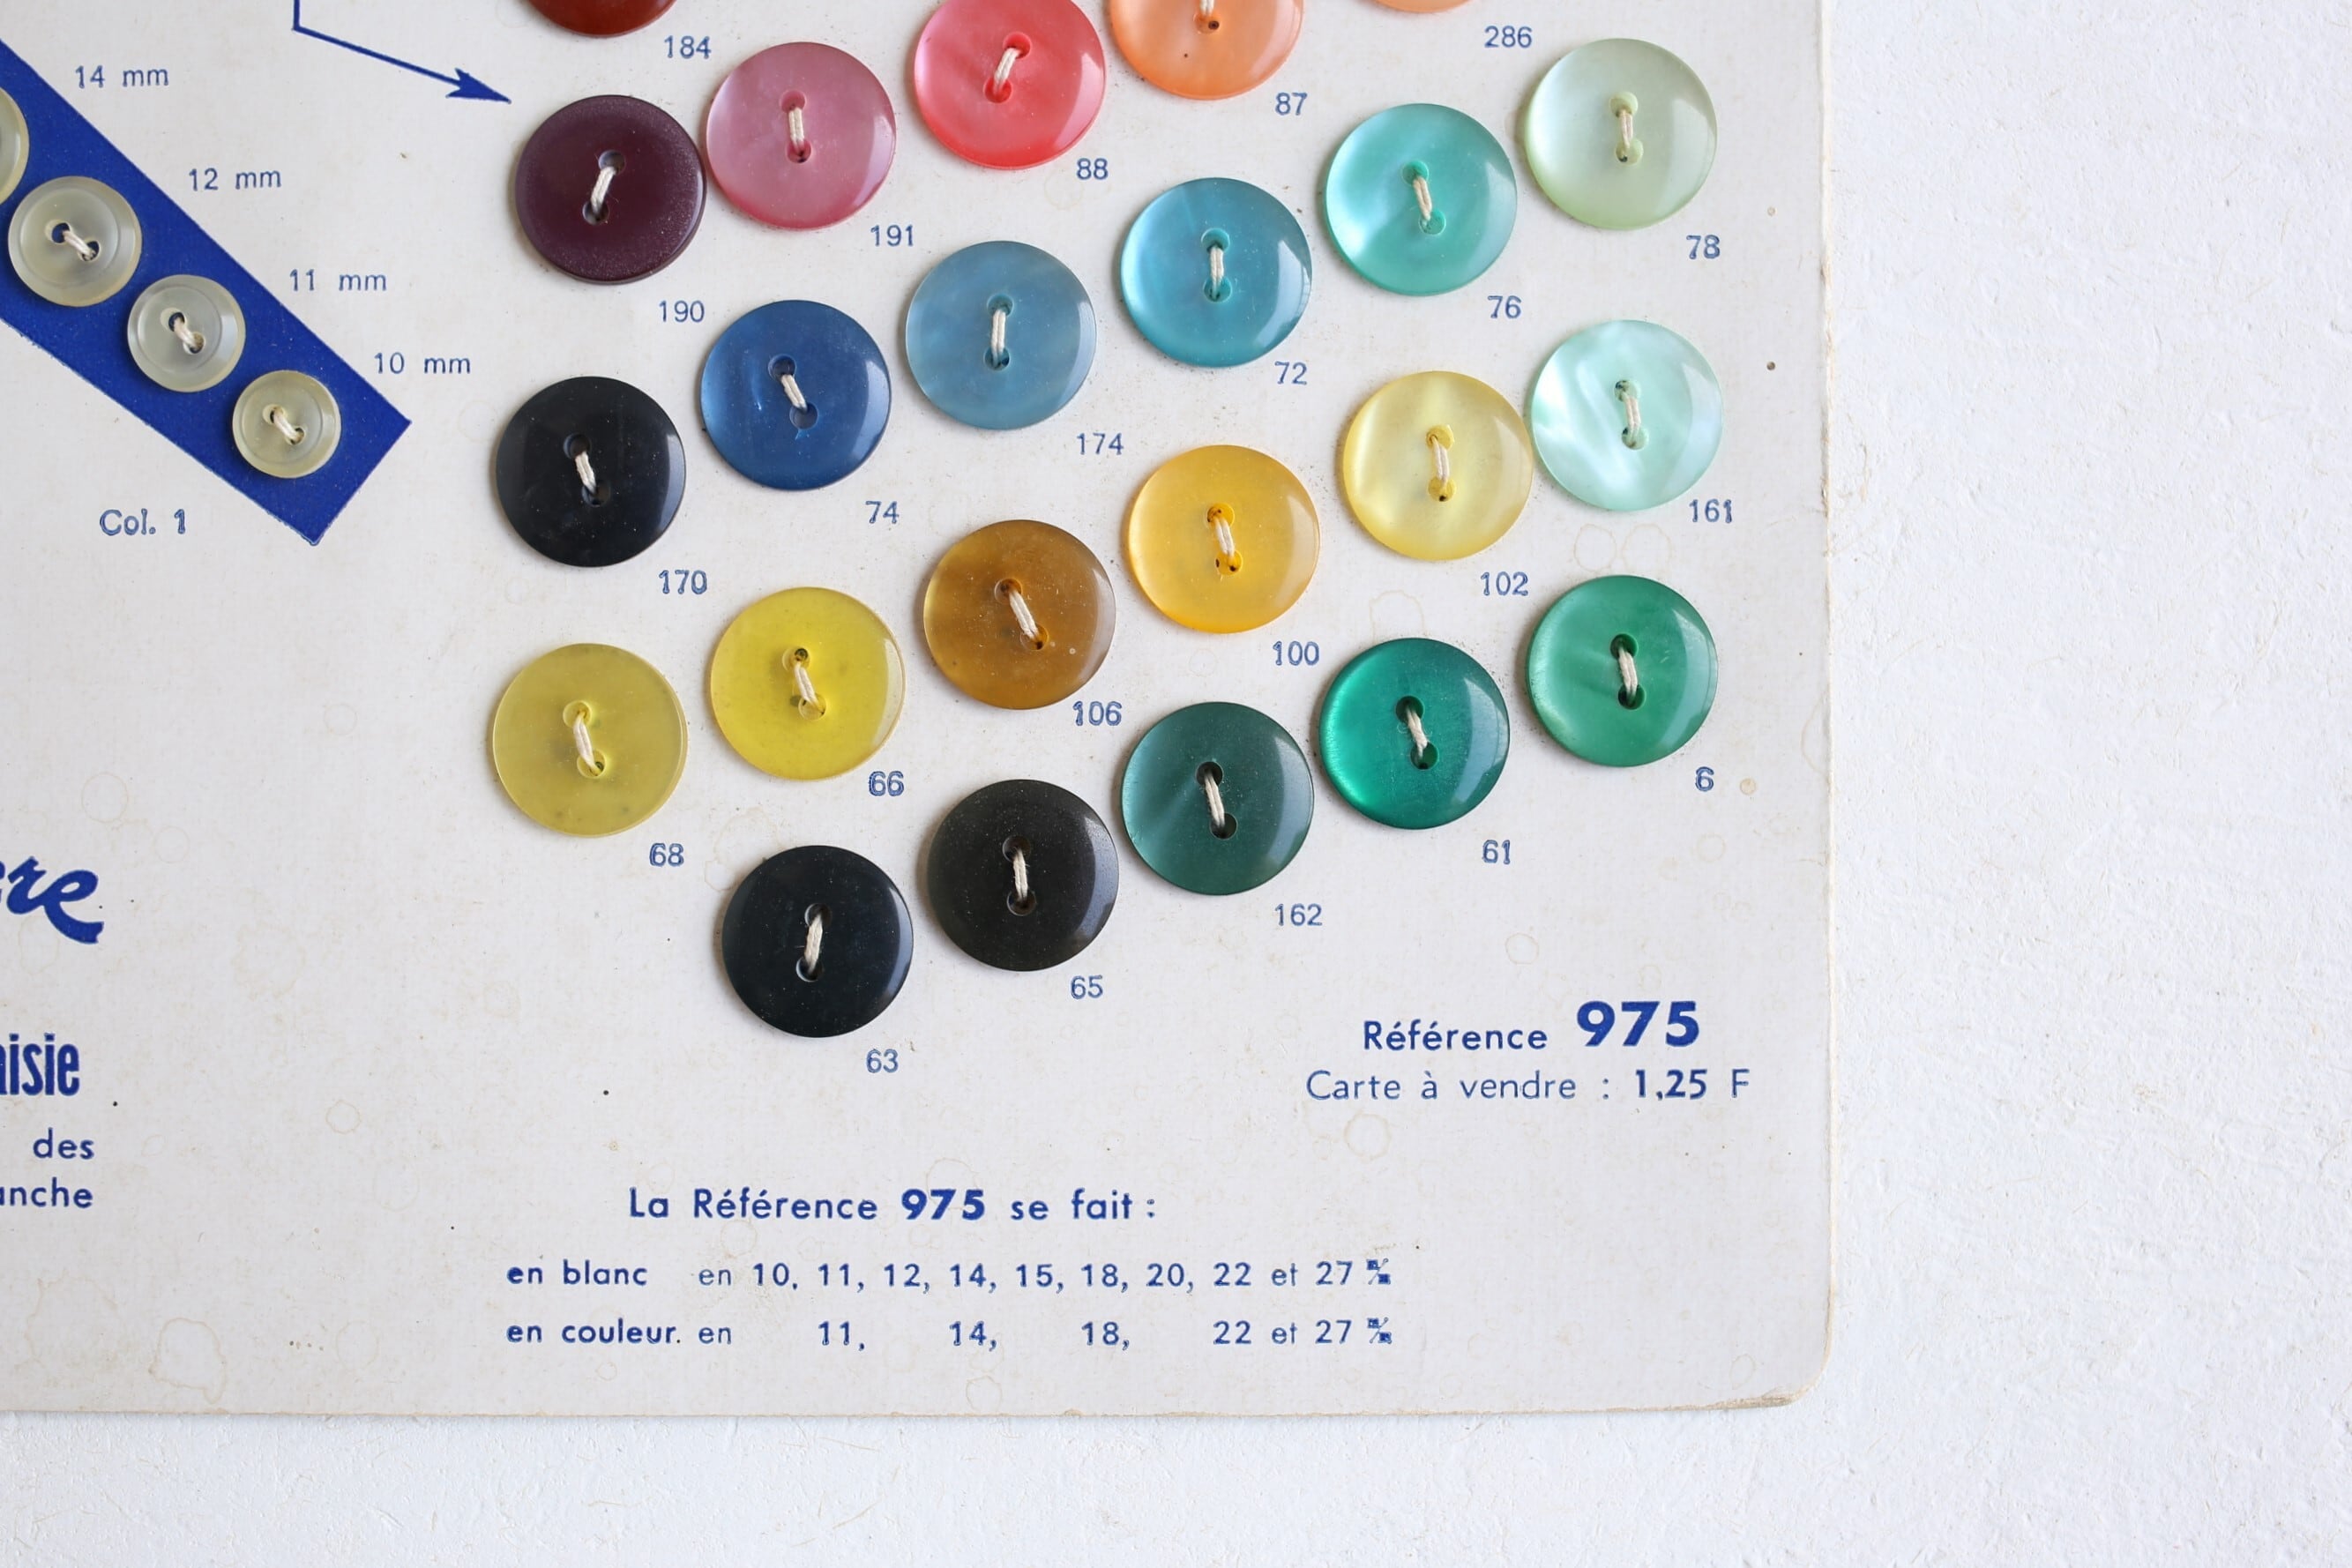 184
286
14 mm
87
88
12 mm
191
78
11 mm
190
76
10 mm
72
174
74
161
Col. 1
170
102
100
106
66
6
68
61
162
65
63
Référence 975
Carte à vendre : 1,25 F
des
La Référence 975 se fait :
en blanc en 10, 11, 12, 14, 15, 18, 20, 22 et 27 m/m
en couleur. en 11, 14, 18, 22 et 27 m/m